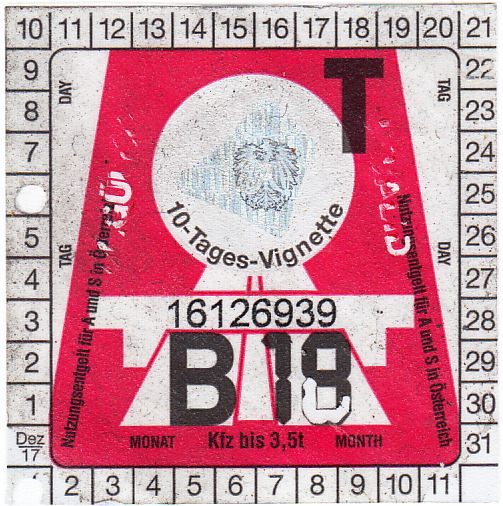 10 11 12 13 14 15 16 17 18 19 20 21
9
8
7
5
4
3
2
1
Dez
17
22
23
24
25
26
27
28
29
30
31
DAY
TAG
T
10-Tages-Vignette
TAG
DAY
Nutzungsentgelt für A und S in Österreich
Nutzungsentgelt für A und S in Österreich
16126939
B 18
MONAT Kfz bis 3,5t MONTH
2 3 4 5 6 7 8 9 10 11